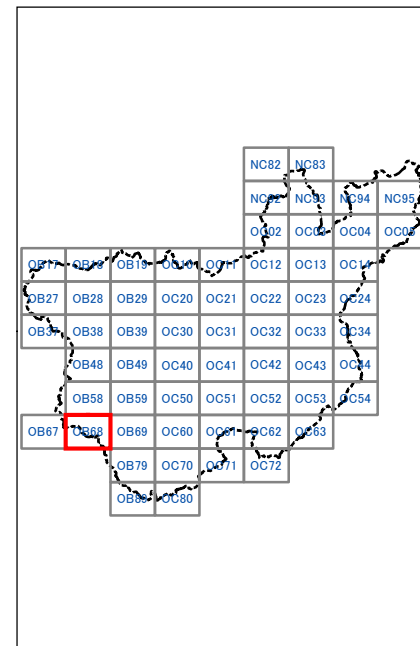 NC82 NC83
NC92 NC93 NC94 NC95
OC02 OC03 OC04 OC05
OB17 OB18 OB19 OC10 OC11 OC12 OC13 OC14
OB27 OB28 OB29 OC20 OC21 OC22 OC23 OC24
OB37 OB38 OB39 OC30 OC31 OC32 OC33 OC34
OB48 OB49 OC40 OC41 OC42 OC43 OC44
OB58 OB59 OC50 OC51 OC52 OC53 OC54
OB67 OB68 OB69 OC60 OC61 OC62 OC63
OB79 OC70 OC71 OC72
OB89 OC80